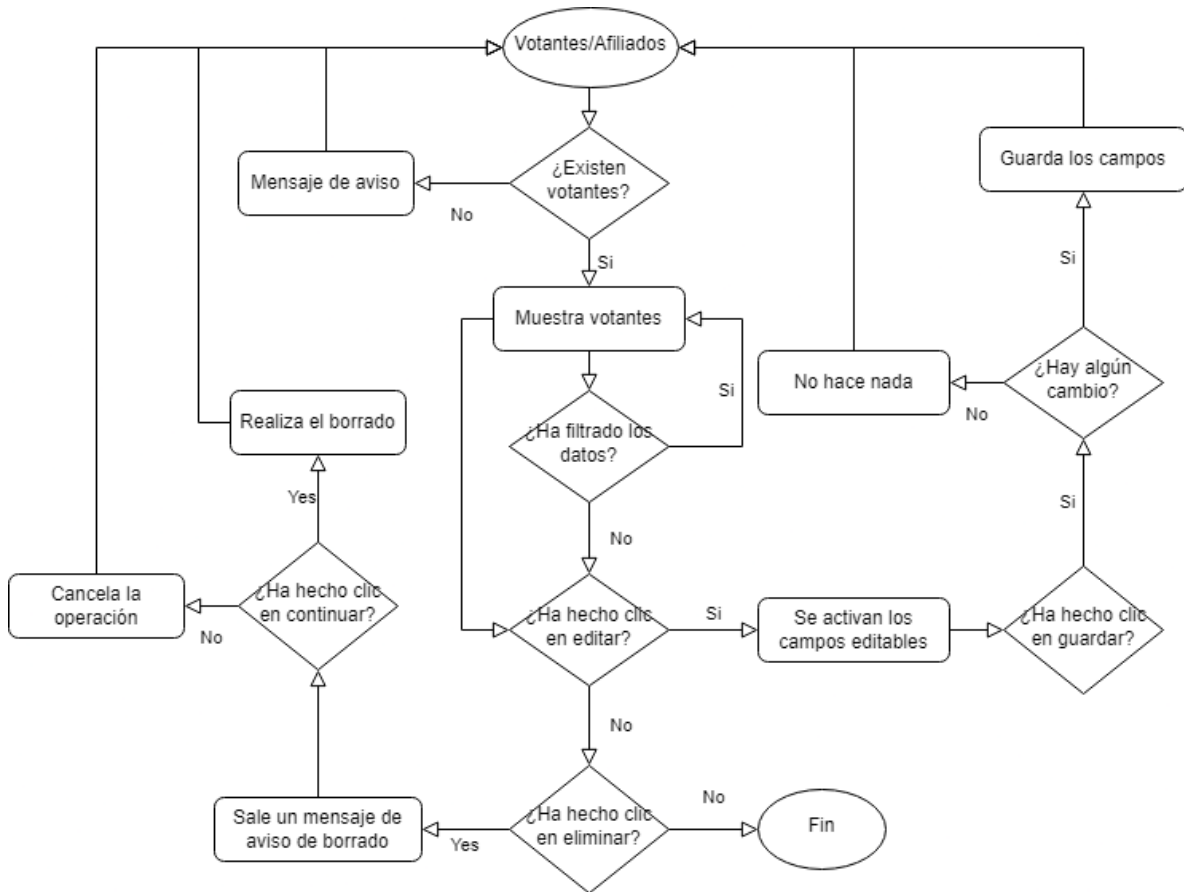 Votantes/Afiliados
¿Existen
votantes?
No
Mensaje de aviso
Si
Muestra votantes
¿Ha filtrado los
datos?
Si
No
¿Ha hecho clic
en editar?
Si
Se activan los
campos editables
¿Ha hecho clic
en guardar?
Si
¿Hay algún
cambio?
No
No hace nada
Si
Guarda los campos
No
¿Ha hecho clic
en eliminar?
No
Fin
Yes
Sale un mensaje de
aviso de borrado
¿Ha hecho clic
en continuar?
No
Cancela la
operación
Yes
Realiza el borrado